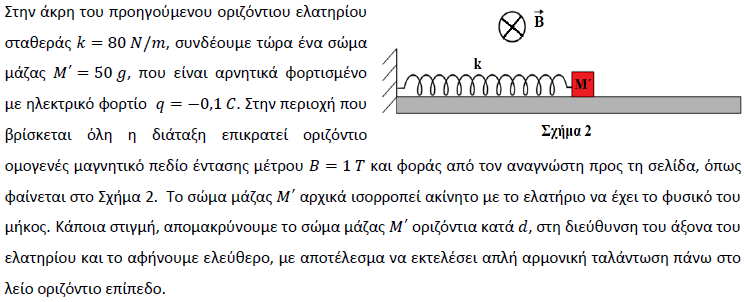 Στην άκρη του προηγούμενου οριζόντιου ελατηρίου
σταθεράς k = 80 N/m, συνδέουμε τώρα ένα σώμα
μάζας M′ = 50 g, που είναι αρνητικά φορτισμένο
με ηλεκτρικό φορτίο q = −0,1 C. Στην περιοχή που
βρίσκεται όλη η διάταξη επικρατεί οριζόντιο
B⃗
k
M′
Σχήμα 2
ομογενές μαγνητικό πεδίο έντασης μέτρου B = 1 T και φοράς από τον αναγνώστη προς τη σελίδα, όπως
φαίνεται στο Σχήμα 2. Το σώμα μάζας M′ αρχικά ισορροπεί ακίνητο με το ελατήριο να έχει το φυσικό του
μήκος. Κάποια στιγμή, απομακρύνουμε το σώμα μάζας M′ οριζόντια κατά d, στη διεύθυνση του άξονα του
ελατηρίου και το αφήνουμε ελεύθερο, με αποτέλεσμα να εκτελέσει απλή αρμονική ταλάντωση πάνω στο
λείο οριζόντιο επίπεδο.